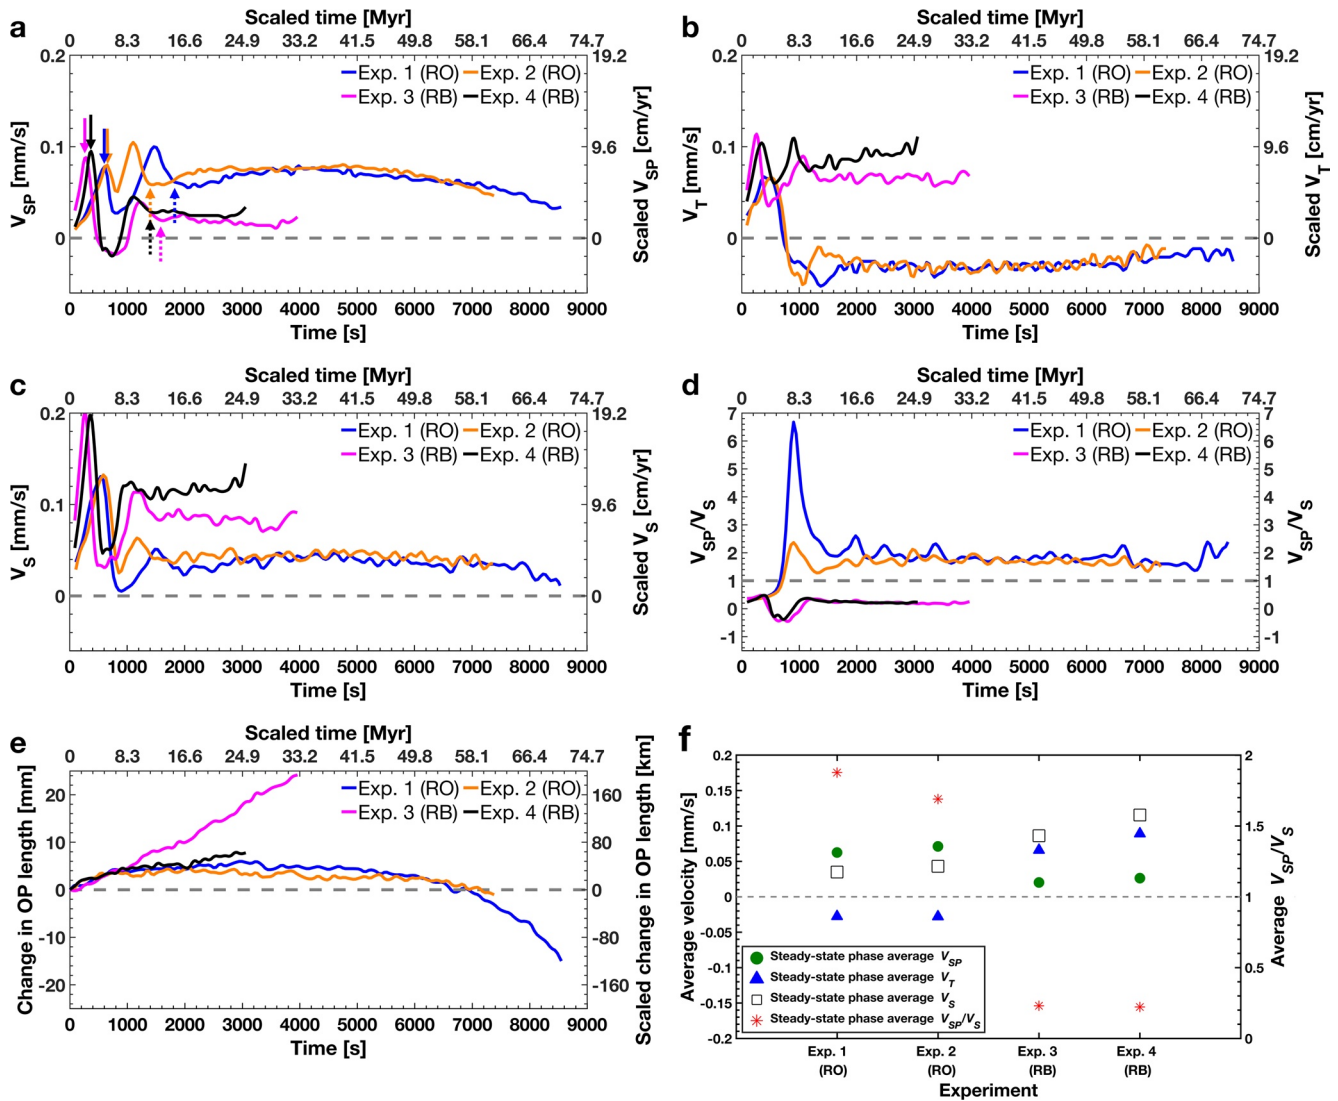 a
Scaled time [Myr]
0 8.3 16.6 24.9 33.2 41.5 49.8 58.1 66.4 74.7
0.2
0.1
0
V_SP [mm/s]
Exp. 1 (RO) Exp. 2 (RO)
Exp. 3 (RB) Exp. 4 (RB)
19.2
9.6
0
Scaled V_SP [cm/yr]
0 1000 2000 3000 4000 5000 6000 7000 8000 9000
Time [s]
b
Scaled time [Myr]
0 8.3 16.6 24.9 33.2 41.5 49.8 58.1 66.4 74.7
0.2
0.1
0
V_T [mm/s]
Exp. 1 (RO) Exp. 2 (RO)
Exp. 3 (RB) Exp. 4 (RB)
19.2
9.6
0
Scaled V_T [cm/yr]
0 1000 2000 3000 4000 5000 6000 7000 8000 9000
Time [s]
c
Scaled time [Myr]
0 8.3 16.6 24.9 33.2 41.5 49.8 58.1 66.4 74.7
0.2
0.1
0
V_S [mm/s]
Exp. 1 (RO) Exp. 2 (RO)
Exp. 3 (RB) Exp. 4 (RB)
19.2
9.6
0
Scaled V_S [cm/yr]
0 1000 2000 3000 4000 5000 6000 7000 8000 9000
Time [s]
d
Scaled time [Myr]
0 8.3 16.6 24.9 33.2 41.5 49.8 58.1 66.4 74.7
7
6
5
4
3
2
1
0
-1
V_SP/V_S
Exp. 1 (RO) Exp. 2 (RO)
Exp. 3 (RB) Exp. 4 (RB)
7
6
5
4
3
2
1
0
-1
V_SP/V_S
0 1000 2000 3000 4000 5000 6000 7000 8000 9000
Time [s]
e
Scaled time [Myr]
0 8.3 16.6 24.9 33.2 41.5 49.8 58.1 66.4 74.7
20
10
0
-10
-20
Change in OP length [mm]
Exp. 1 (RO) Exp. 2 (RO)
Exp. 3 (RB) Exp. 4 (RB)
160
80
0
-80
-160
Scaled change in OP length [km]
0 1000 2000 3000 4000 5000 6000 7000 8000 9000
Time [s]
f
0.2
0.15
0.1
0.05
0
-0.05
-0.1
-0.15
-0.2
Average velocity [mm/s]
Steady-state phase average V_SP
Steady-state phase average V_T
Steady-state phase average V_S
Steady-state phase average V_SP/V_S
2
1.5
1
0.5
0
Average V_SP/V_S
Exp. 1 Exp. 2 Exp. 3 Exp. 4
(RO) (RO) (RB) (RB)
Experiment